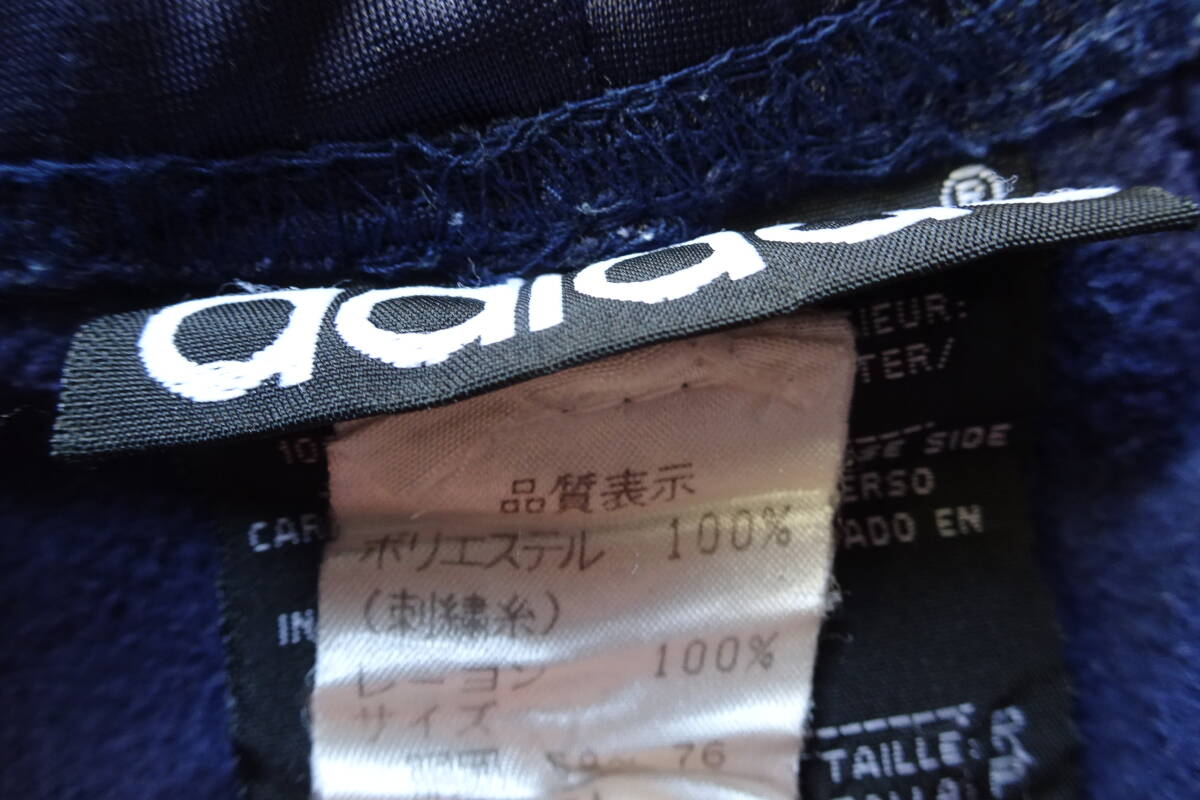 adidas®
品質表示
ポリエステル 100%
(刺繍糸)
レーヨン 100%
サイズ
76
10
CAR
IN
IEUR:
TER/
SIDE
ERSO
ADO EN
TAILLE: